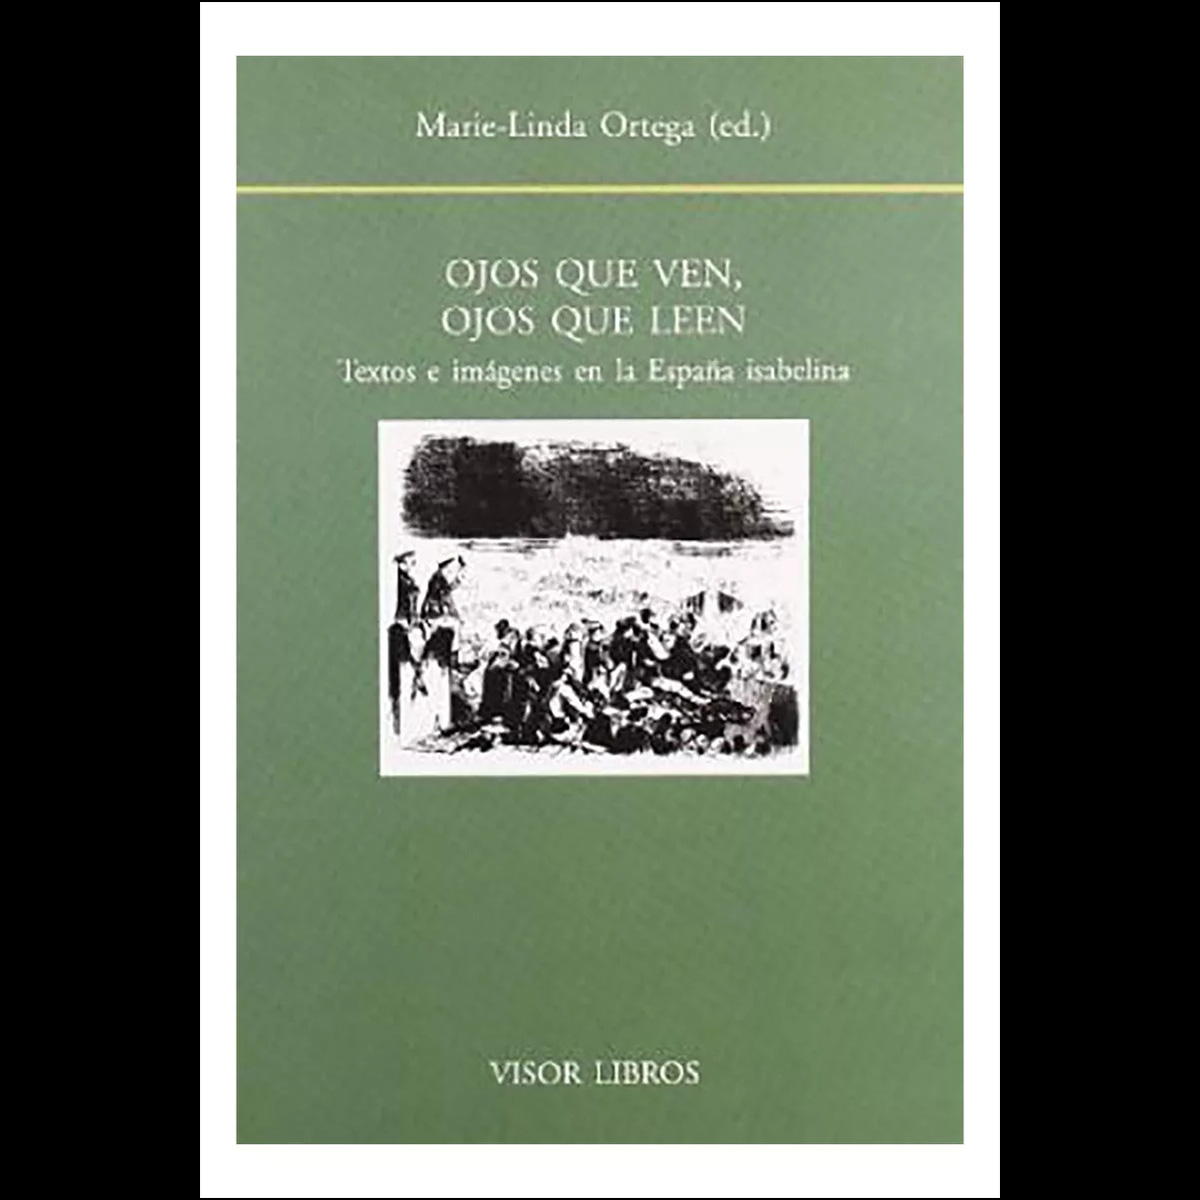 Marie-Linda Ortega (ed.)
OJOS QUE VEN,
OJOS QUE LEEN
Textos e imágenes en la España isabelina
VISOR LIBROS